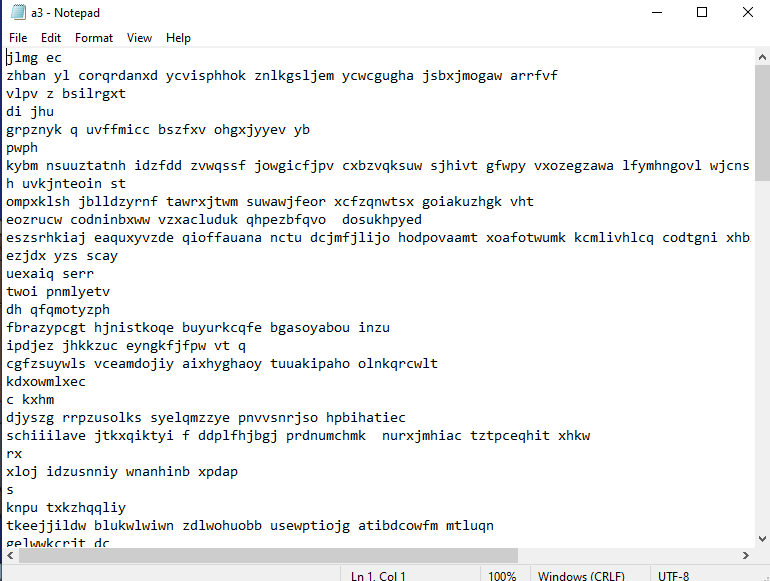 a3 - Notepad
File Edit Format View Help
jlmg ec
zhban yl corqrdanxd ycvisphhok znlkgsljem ycwcgugha jsbxjmogaw arrfvf
vlpv z bsilrgxt
di jhu
grpznyk q uvffmicc bszfxv ohgxjyyev yb
pwph
kybm nsuuztatnh idzfdd zvwqssf jowgicfjpv cxbzvqksuw sjhivt gfwpy vxozegzawa lfymhngovl wjcns
h uvkjnteoin st
ompxklsh jblldzyrnf tawrxjtwm suwawjfeor xcfzqnwtsx goiakuzhgk vht
eozrucw codninbxww vzxacluduk qhpezbfqvo  dosukhpyed
eszsrhkiaj eaquxyvzde qioffauana nctu dcjmfjlijo hodpovaamt xoafotwumk kcmlivhlcq codtgni xhb
ezjdx yzs scay
uexaiq serr
twoi pnmlyetv
dh qfqmotyzph
fbrazypcgt hjnistkoqe buyurkcqfe bgasoyabou inzu
ipdjez jhkkzuc eyngkfjfpw vt q
cgfzsuywls vceamdojiy aixhyghaoy tuuakipaho olnkqrcwlt
kdxowmlxec
c kxhm
djyszg rrpzusolks syelqmzzye pnvvsnrjso hpbihatiec
schiiilave jtkxqiktyi f ddplfhjbgj prdnumchmk  nurxjmhiac tztpceqhit xhkw
rx
xloj idzusnniy wnanhinb xpdap
s
knpu txkzhqqliy
tkeejjildw blukwlwiwn zdlwohuobb usewptiojg atibdcowfm mtluqn
gelwwkcrjt dc
Ln 1, Col 1 100% Windows (CRLF) UTF-8